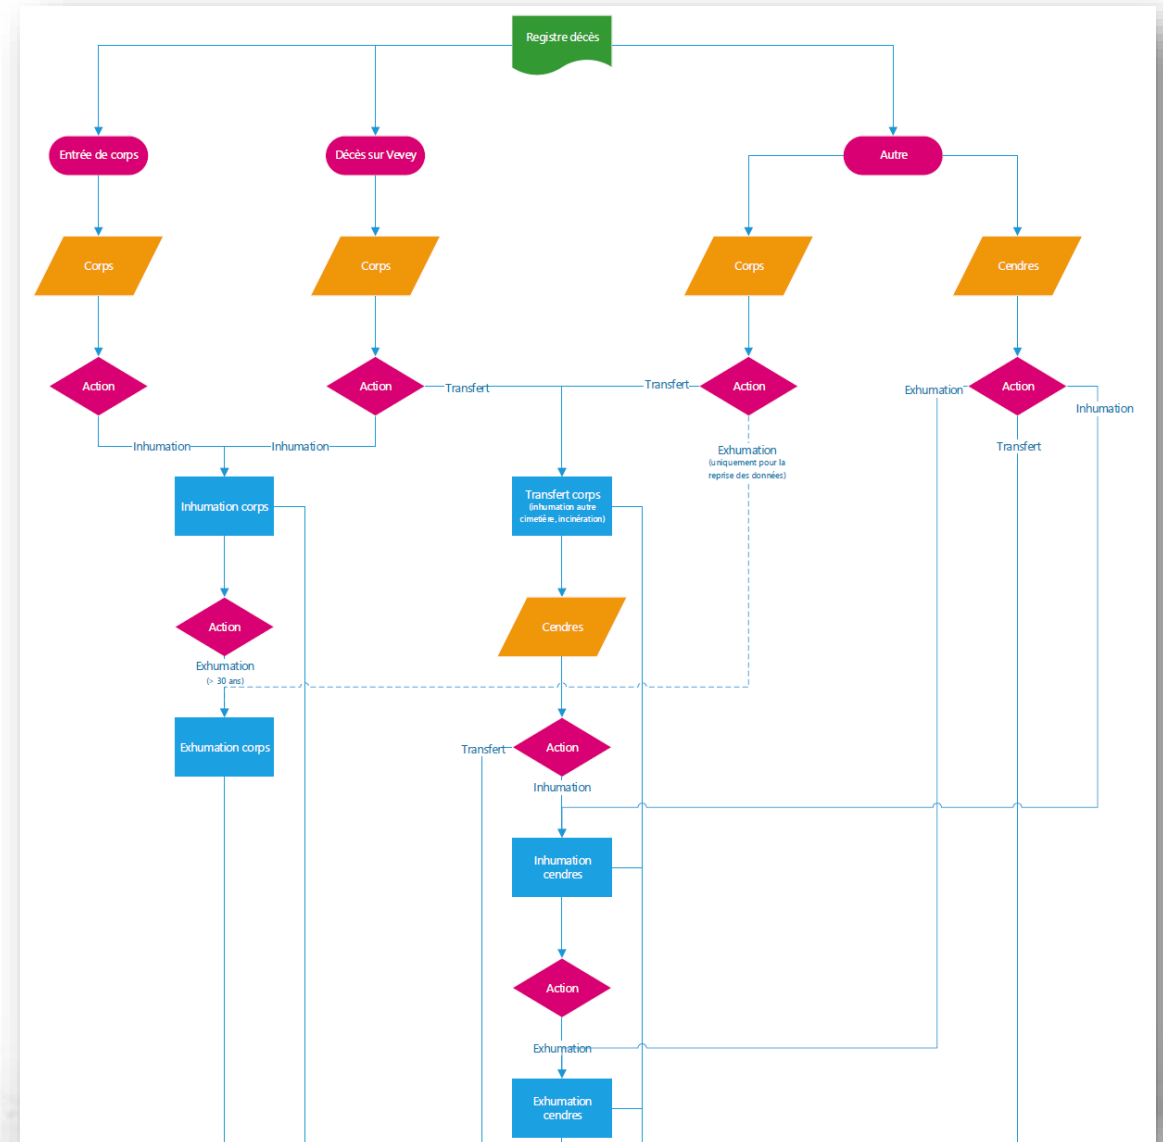 Registre décès
Entrée de corps
Décès sur Vevey
Autre
Corps
Corps
Corps
Cendres
Action
Action
Transfert
Transfert
Action
Exhumation
Action
Inhumation
Inhumation
Inhumation
Exhumation
(uniquement pour la
reprise des données)
Transfert
Inhumation corps
Transfert corps
(inhumation autre
cimetière, incinération)
Action
Cendres
Exhumation
(> 30 ans)
Exhumation corps
Transfert
Action
Inhumation
Inhumation
cendres
Action
Exhumation
Exhumation
cendres